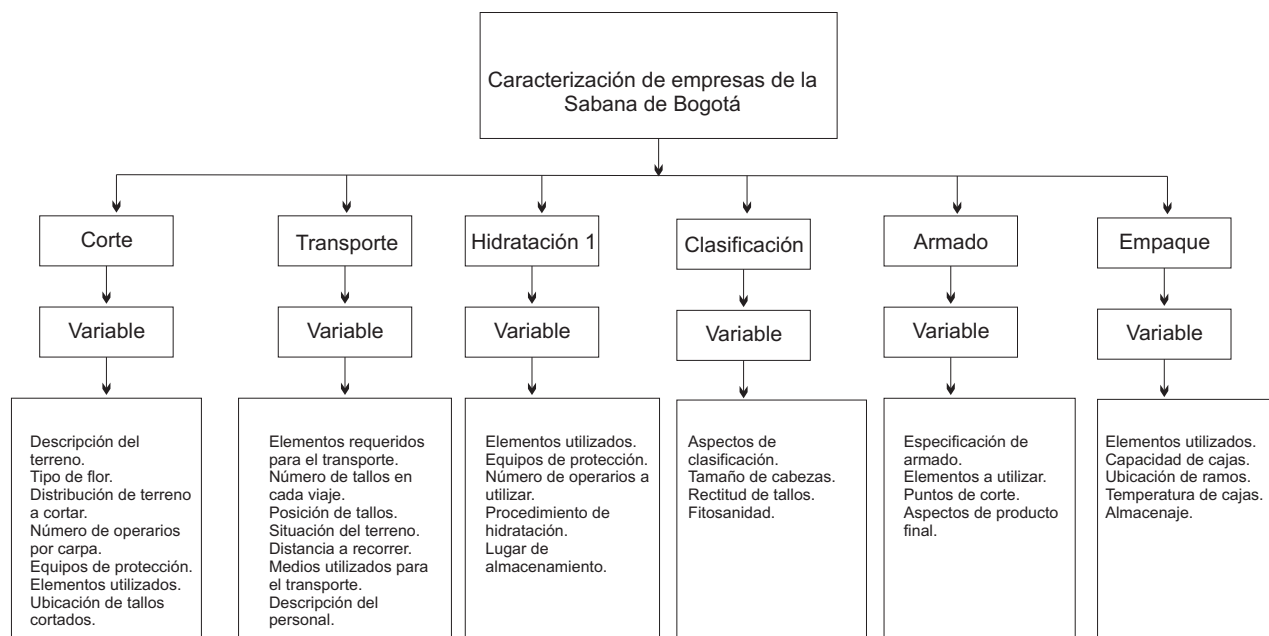 Caracterización de empresas de la
Sabana de Bogotá
Corte
Transporte
Hidratación 1
Clasificación
Armado
Empaque
Variable
Variable
Variable
Variable
Variable
Variable
Descripción del
terreno.
Tipo de flor.
Distribución de terreno
a cortar.
Número de operarios
por carpa.
Equipos de protección.
Elementos utilizados.
Ubicación de tallos
cortados.
Elementos requeridos
para el transporte.
Número de tallos en
cada viaje.
Posición de tallos.
Situación del terreno.
Distancia a recorrer.
Medios utilizados para
el transporte.
Descripción del
personal.
Elementos utilizados.
Equipos de protección.
Número de operarios a
utilizar.
Procedimiento de
hidratación.
Lugar de
almacenamiento.
Aspectos de
clasificación.
Tamaño de cabezas.
Rectitud de tallos.
Fitosanidad.
Especificación de
armado.
Elementos a utilizar.
Puntos de corte.
Aspectos de producto
final.
Elementos utilizados.
Capacidad de cajas.
Ubicación de ramos.
Temperatura de cajas.
Almacenaje.